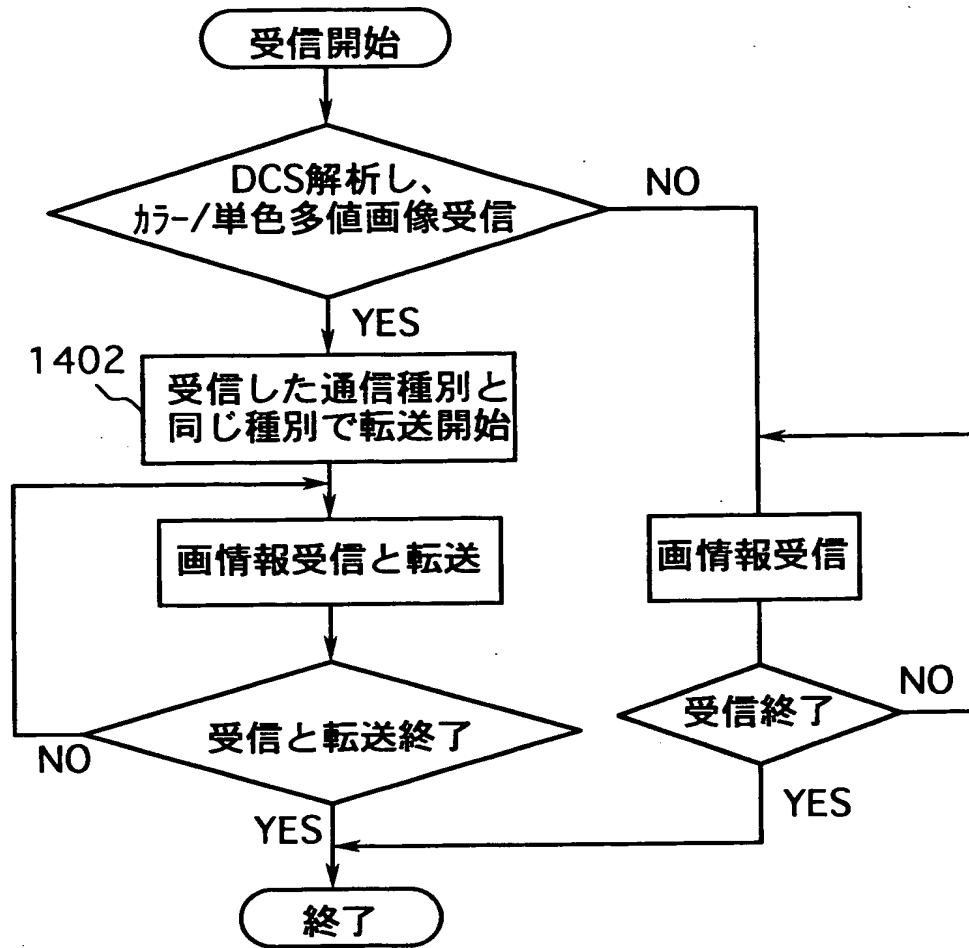 受信開始
DCS解析し、
カラー/単色多値画像受信
NO
YES
1402
受信した通信種別と
同じ種別で転送開始
画情報受信と転送
画情報受信
受信と転送終了
NO
受信終了
NO
YES
YES
終了